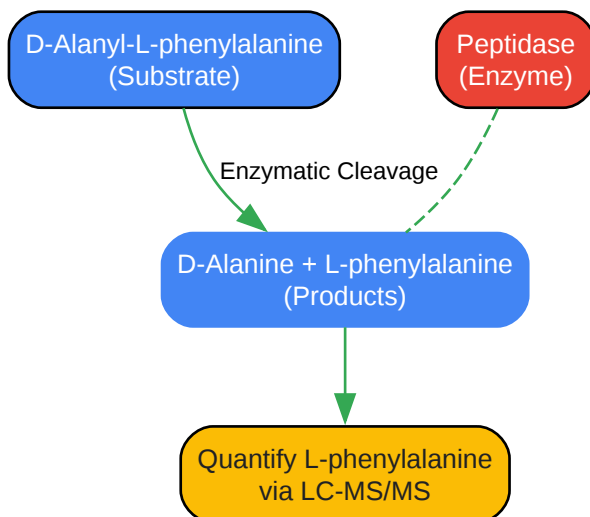 D-Alanyl-L-phenylalanine
(Substrate)
Peptidase
(Enzyme)
Enzymatic Cleavage
D-Alanine + L-phenylalanine
(Products)
Quantify L-phenylalanine
via LC-MS/MS